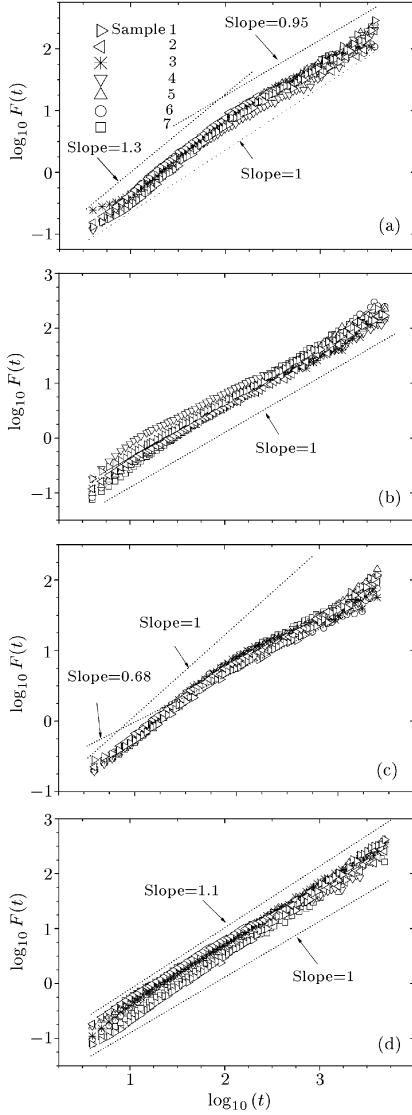 Slope=0.95
Sample 1
2
3
4
5
6
7
Slope=1.3
Slope=1
(a)
2
1
0
−1
log₁₀ F(t)
(b)
Slope=1
2
1
0
−1
log₁₀ F(t)
Slope=1
Slope=0.68
(c)
2
1
0
−1
log₁₀ F(t)
Slope=1.1
Slope=1
(d)
3
2
1
0
−1
log₁₀ F(t)
1
2
3
log₁₀ (t)